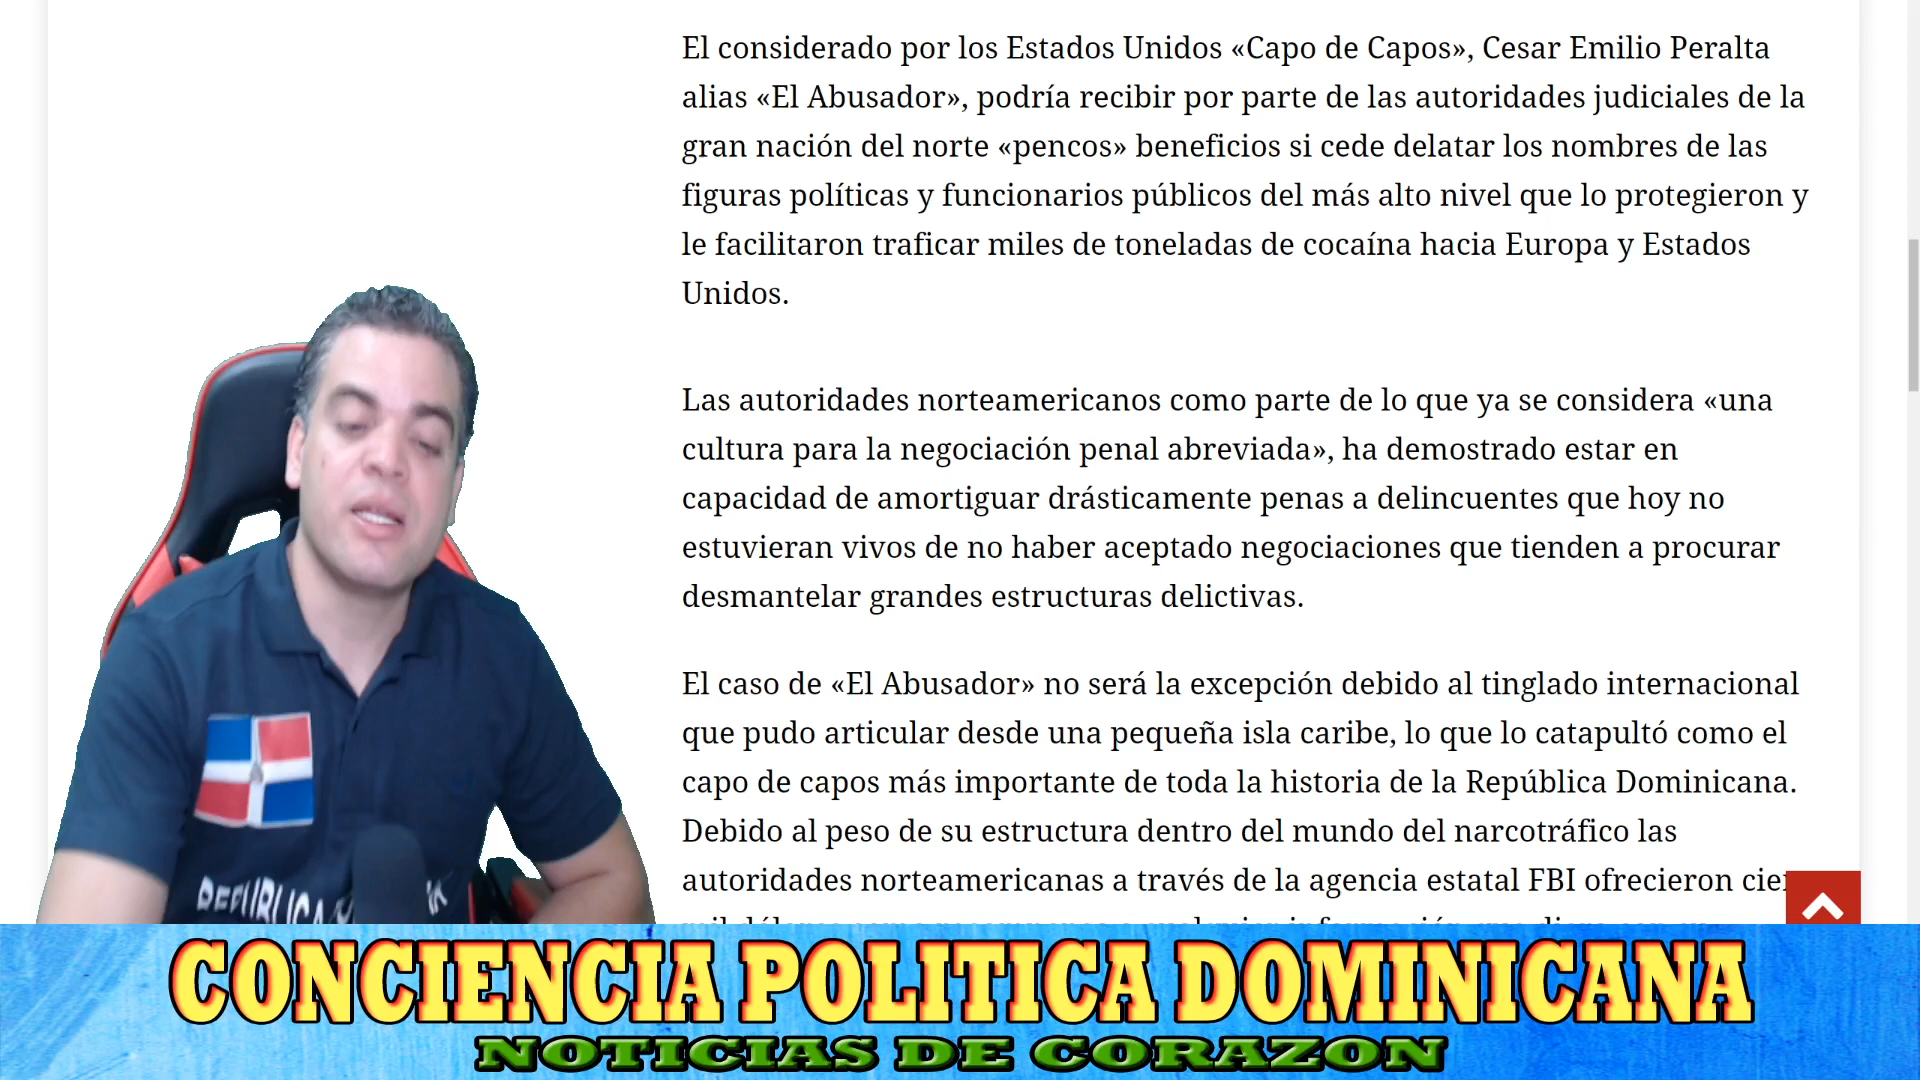 El considerado por los Estados Unidos «Capo de Capos», Cesar Emilio Peralta
alias «El Abusador», podría recibir por parte de las autoridades judiciales de la
gran nación del norte «pencos» beneficios si cede delatar los nombres de las
figuras políticas y funcionarios públicos del más alto nivel que lo protegieron y
le facilitaron traficar miles de toneladas de cocaína hacia Europa y Estados
Unidos.
Las autoridades norteamericanos como parte de lo que ya se considera «una
cultura para la negociación penal abreviada», ha demostrado estar en
capacidad de amortiguar drásticamente penas a delincuentes que hoy no
estuvieran vivos de no haber aceptado negociaciones que tienden a procurar
desmantelar grandes estructuras delictivas.
El caso de «El Abusador» no será la excepción debido al tinglado internacional
que pudo articular desde una pequeña isla caribe, lo que lo catapultó como el
capo de capos más importante de toda la historia de la República Dominicana.
Debido al peso de su estructura dentro del mundo del narcotráfico las
autoridades norteamericanas a través de la agencia estatal FBI ofrecieron
REPUBLICA
CONCIENCIA POLITICA DOMINICANA
NOTICIAS DE CORAZON